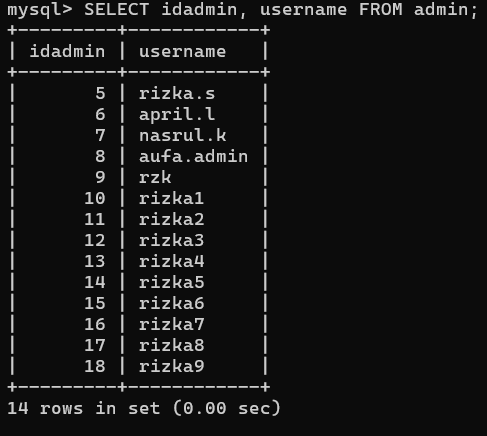 mysql> SELECT idadmin, username FROM admin;
+---------+------------+
| idadmin | username   |
+---------+------------+
|       5 | rizka.s    |
|       6 | april.l    |
|       7 | nasrul.k   |
|       8 | aufa.admin |
|       9 | rzk        |
|      10 | rizka1     |
|      11 | rizka2     |
|      12 | rizka3     |
|      13 | rizka4     |
|      14 | rizka5     |
|      15 | rizka6     |
|      16 | rizka7     |
|      17 | rizka8     |
|      18 | rizka9     |
+---------+------------+
14 rows in set (0.00 sec)